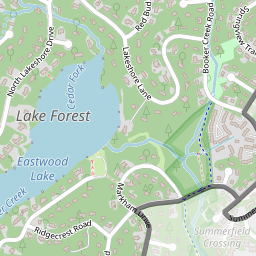 Red Bud
Booker Creek Road
North Lakeshore Drive
Lakeshore Lane
Cedar Fork
Lake Forest
Eastwood
Lake
Markham
Ridgecrest Road
Summerfield
Crossing